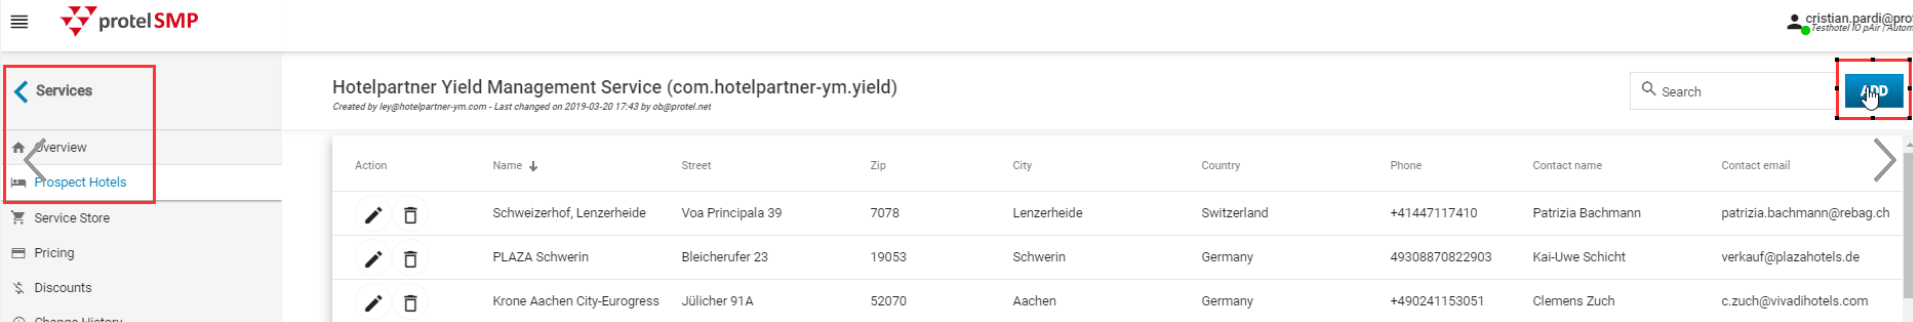 protel SMP
cristian.pardi@pro
Testhotel 10 pAir | Autom
Services
Hotelpartner Yield Management Service (com.hotelpartner-ym.yield)
Created by ley@hotelpartner-ym.com - Last changed on 2019-03-20 17:43 by ob@protel.net
Search
ADD
Overview
Prospect Hotels
Service Store
Pricing
Discounts
Change History
Action Name Street Zip City Country Phone Contact name Contact email
Schweizerhof, Lenzerheide Voa Principala 39 7078 Lenzerheide Switzerland +41447117410 Patrizia Bachmann patrizia.bachmann@rebag.ch
PLAZA Schwerin Bleicherufer 23 19053 Schwerin Germany 49308870822903 Kai-Uwe Schicht verkauf@plazahotels.de
Krone Aachen City-Eurogress Jülicher 91A 52070 Aachen Germany +490241153051 Clemens Zuch c.zuch@vivadihotels.com